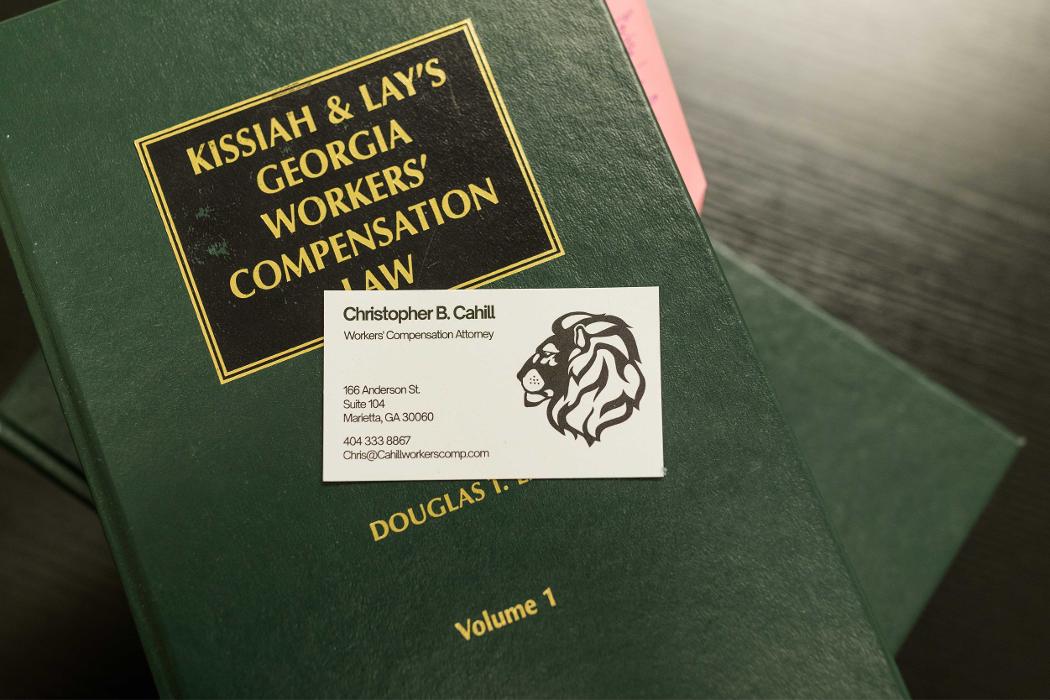 KISSIAH & LAY'S
GEORGIA
WORKERS'
COMPENSATION
LAW
Christopher B. Cahill
Workers' Compensation Attorney
166 Anderson St.
Suite 104
Marietta, GA 30060
404 333 8867
Chris@Cahillworkerscomp.com
DOUGLAS T.
Volume 1